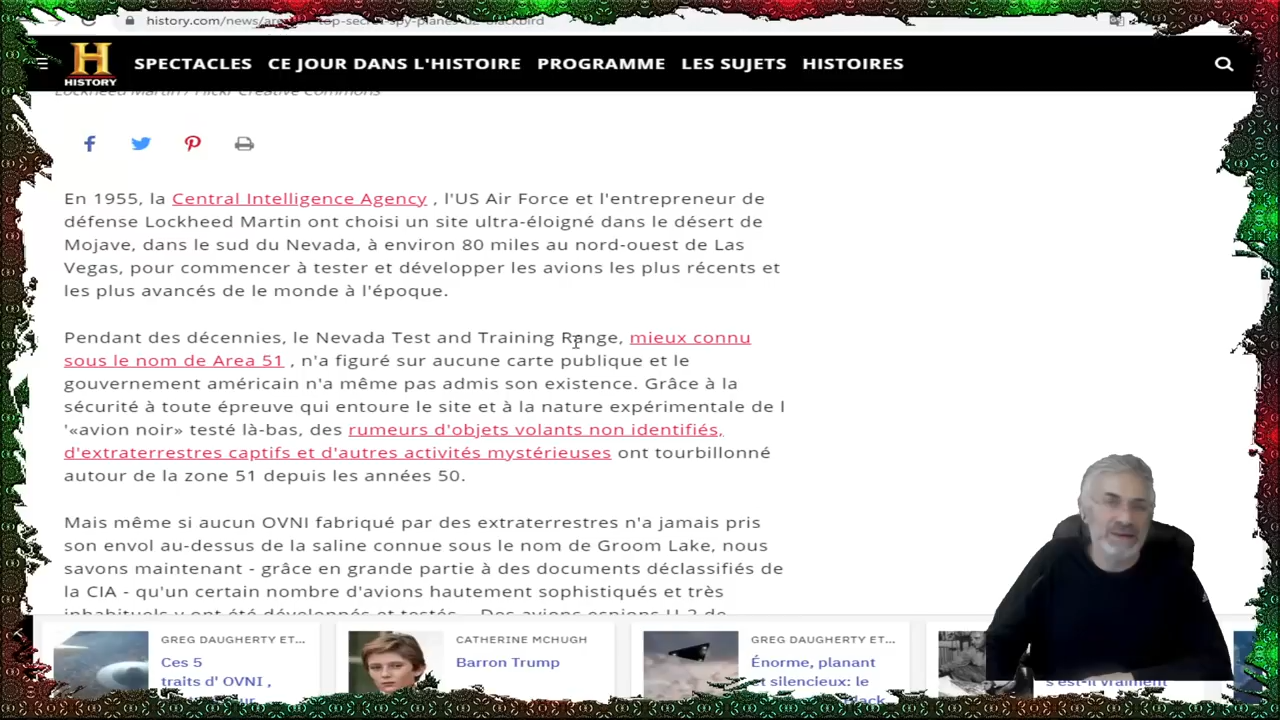 history.com/news/
top-secret-spy-planes-u2-blackbird
HISTORY
SPECTACLES CE JOUR DANS L'HISTOIRE PROGRAMME LES SUJETS HISTOIRES
Lockheed Martin / Flickr Creative Commons
En 1955, la Central Intelligence Agency , l'US Air Force et l'entrepreneur de
défense Lockheed Martin ont choisi un site ultra-éloigné dans le désert de
Mojave, dans le sud du Nevada, à environ 80 miles au nord-ouest de Las
Vegas, pour commencer à tester et développer les avions les plus récents et
les plus avancés de le monde à l'époque.
Pendant des décennies, le Nevada Test and Training Range, mieux connu
sous le nom de Area 51 , n'a figuré sur aucune carte publique et le
gouvernement américain n'a même pas admis son existence. Grâce à la
sécurité à toute épreuve qui entoure le site et à la nature expérimentale de l
'«avion noir» testé là-bas, des rumeurs d'objets volants non identifiés,
d'extraterrestres captifs et d'autres activités mystérieuses ont tourbillonné
autour de la zone 51 depuis les années 50.
Mais même si aucun OVNI fabriqué par des extraterrestres n'a jamais pris
son envol au-dessus de la saline connue sous le nom de Groom Lake, nous
savons maintenant - grâce en grande partie à des documents déclassifiés de
la CIA - qu'un certain nombre d'avions hautement sophistiqués et très
inhabituels y ont été développés et testés. Des avions espions U-2 de
GREG DAUGHERTY ET...
Ces 5
traits d' OVNI ,
CATHERINE MCHUGH
Barron Trump
GREG DAUGHERTY ET...
Énorme, planant
et silencieux: le
s'est-il vraiment